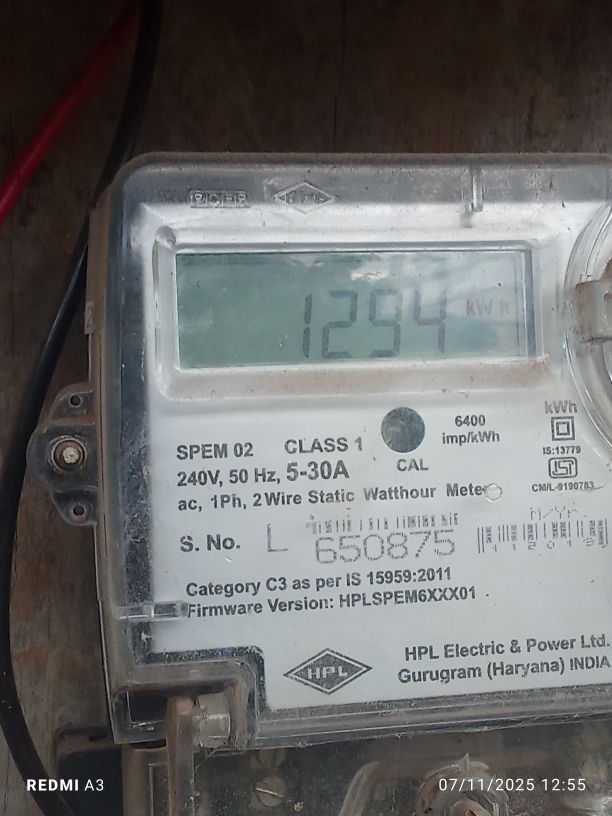 HPL
1294 kWh
kWh
6400
imp/kWh
SPEM 02 CLASS 1
240V, 50 Hz, 5-30A
CAL
IS:13779
ac, 1Ph, 2 Wire Static Watthour Meter
CM/L-9190783
M/YR
S. No. L 650875
Category C3 as per IS 15959:2011
Firmware Version: HPLSPEM6XXX01
HPL
HPL Electric & Power Ltd.
Gurugram (Haryana) INDIA
REDMI A3
07/11/2025 12:55